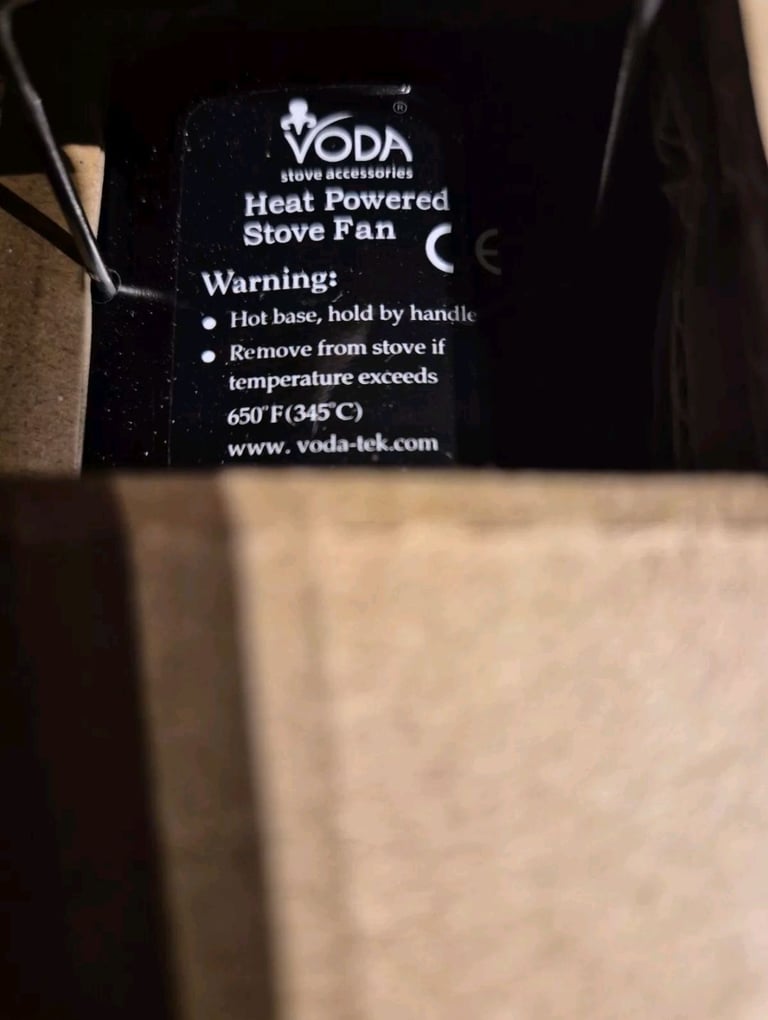 VODA ®
stove accessories
Heat Powered
Stove Fan
CE
Warning:
• Hot base, hold by handle
• Remove from stove if
temperature exceeds
650°F(345°C)
www. voda-tek.com